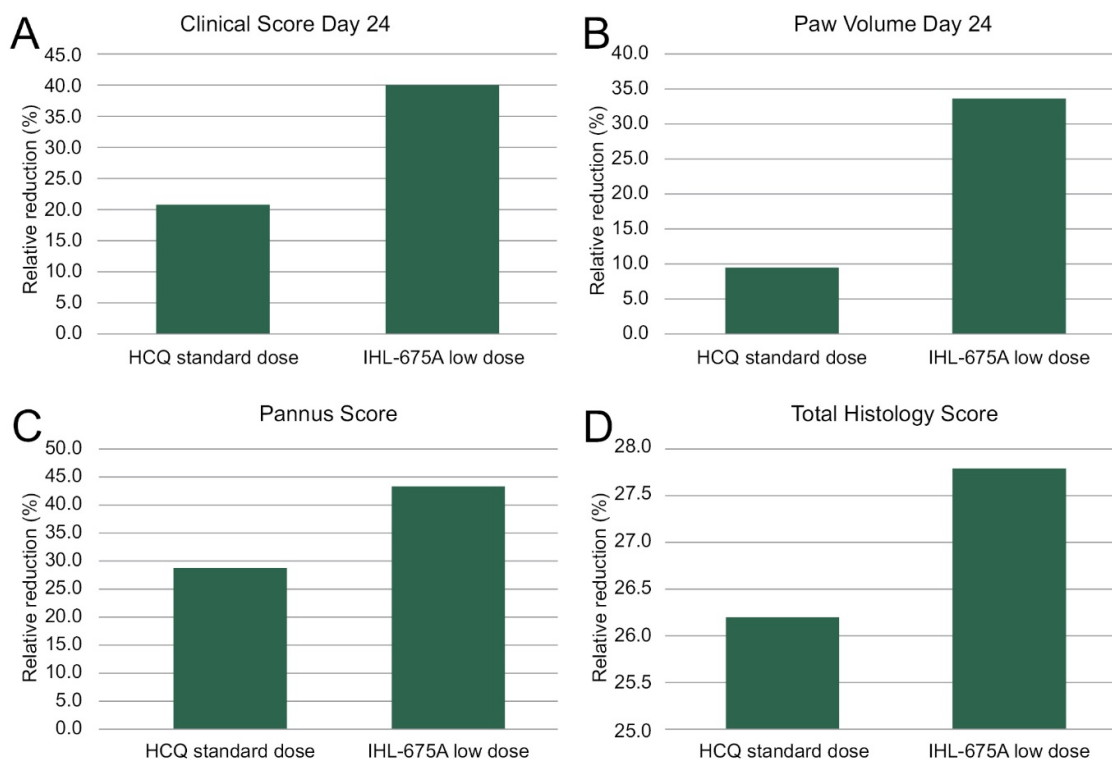 A
Clinical Score Day 24
Relative reduction (%)
45.0
40.0
35.0
30.0
25.0
20.0
15.0
10.0
5.0
0.0
HCQ standard dose
IHL-675A low dose
B
Paw Volume Day 24
Relative reduction (%)
40.0
35.0
30.0
25.0
20.0
15.0
10.0
5.0
0.0
HCQ standard dose
IHL-675A low dose
C
Pannus Score
Relative reduction (%)
50.0
45.0
40.0
35.0
30.0
25.0
20.0
15.0
10.0
5.0
0.0
HCQ standard dose
IHL-675A low dose
D
Total Histology Score
Relative reduction (%)
28.0
27.5
27.0
26.5
26.0
25.5
25.0
HCQ standard dose
IHL-675A low dose